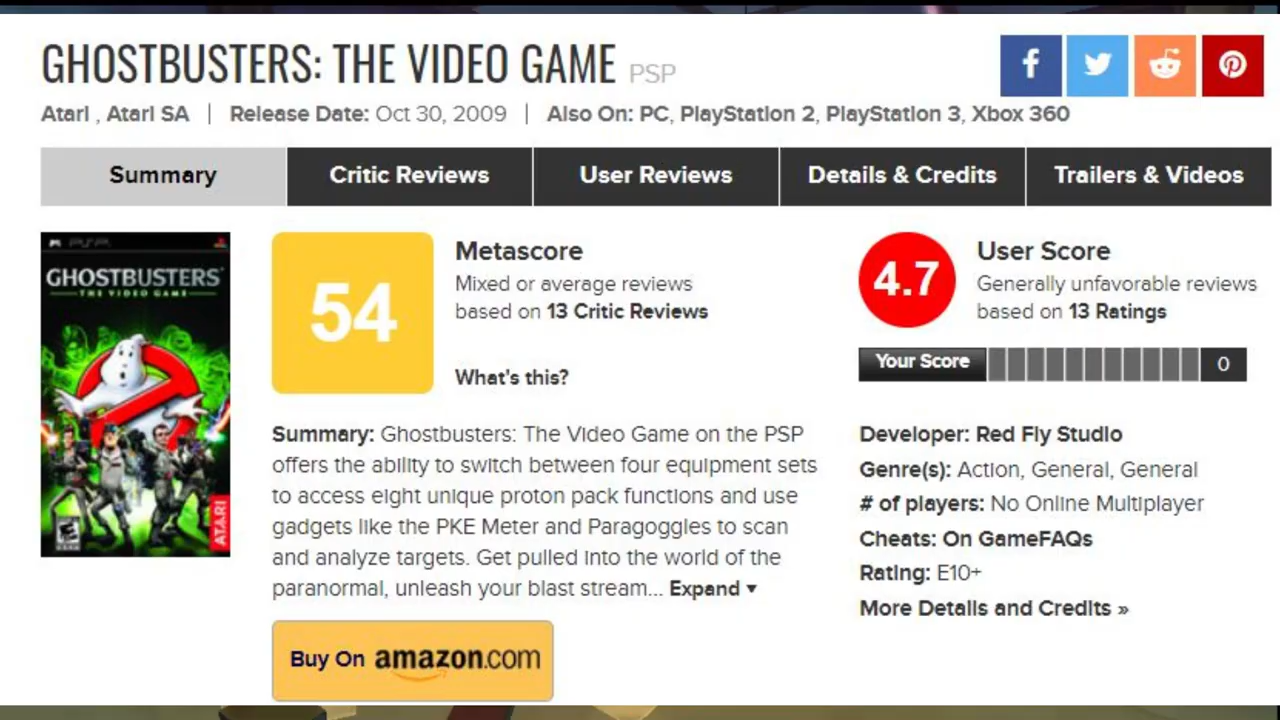 GHOSTBUSTERS: THE VIDEO GAME PSP
Atari , Atari SA | Release Date: Oct 30, 2009 | Also On: PC, PlayStation 2, PlayStation 3, Xbox 360
Summary
Critic Reviews
User Reviews
Details & Credits
Trailers & Videos
PSP
GHOSTBUSTERS
THE VIDEO GAME
E
ATARI
54
Metascore
Mixed or average reviews
based on 13 Critic Reviews
What's this?
4.7
User Score
Generally unfavorable reviews
based on 13 Ratings
Your Score
0
Summary: Ghostbusters: The Video Game on the PSP
offers the ability to switch between four equipment sets
to access eight unique proton pack functions and use
gadgets like the PKE Meter and Paragoggles to scan
and analyze targets. Get pulled into the world of the
paranormal, unleash your blast stream... Expand ▾
Buy On amazon.com
Developer: Red Fly Studio
Genre(s): Action, General, General
# of players: No Online Multiplayer
Cheats: On GameFAQs
Rating: E10+
More Details and Credits »